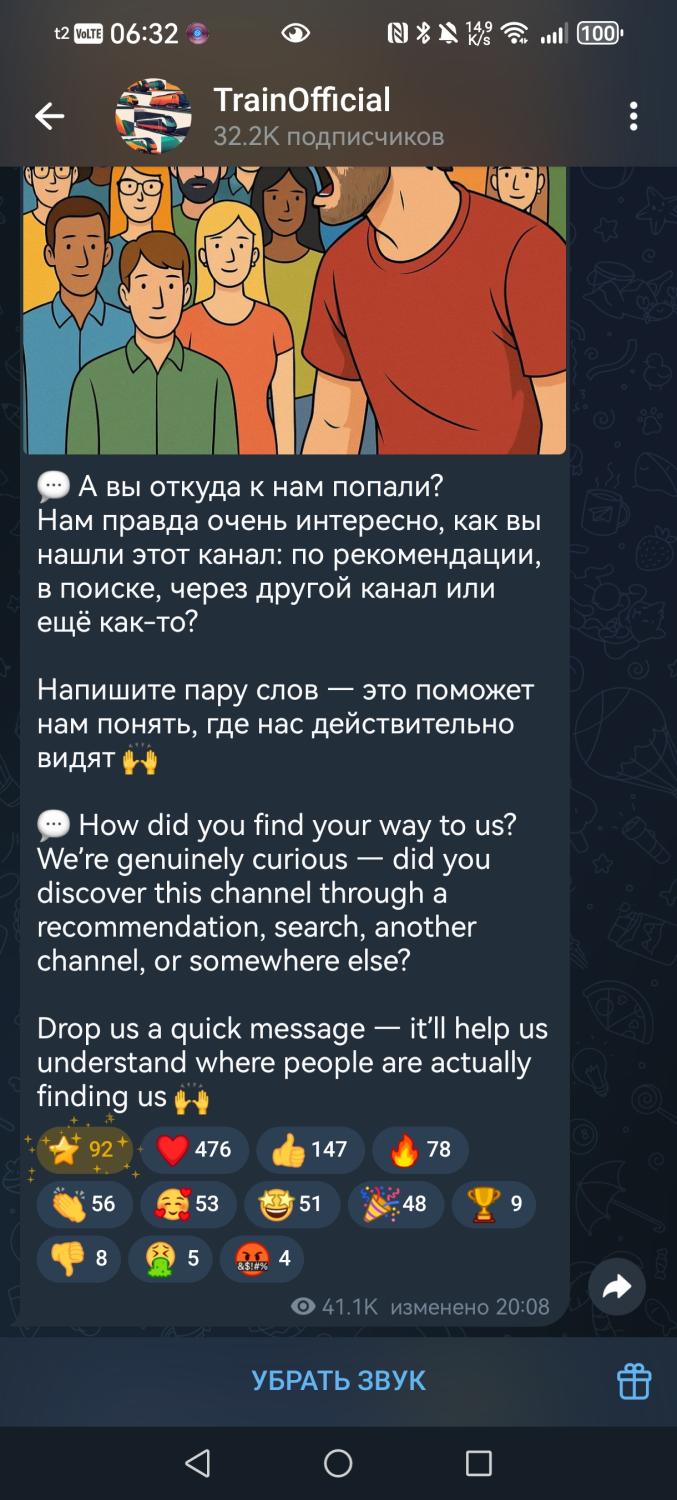 t2 VoLTE 06:32 14,9 K/s 100
TrainOfficial
32.2K подписчиков
💬 А вы откуда к нам попали?
Нам правда очень интересно, как вы
нашли этот канал: по рекомендации,
в поиске, через другой канал или
ещё как-то?
Напишите пару слов — это поможет
нам понять, где нас действительно
видят 🙌
💬 How did you find your way to us?
We’re genuinely curious — did you
discover this channel through a
recommendation, search, another
channel, or somewhere else?
Drop us a quick message — it’ll help us
understand where people are actually
finding us 🙌
⭐ 92 ❤️ 476 👍 147 🔥 78
👏 56 🥰 53 🤩 51 🎉 48 🏆 9
👎 8 🤮 5 🤬 4
41.1K изменено 20:08
УБРАТЬ ЗВУК